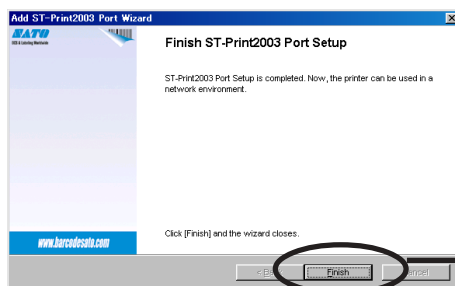 Add ST-Print2003 Port Wizard
SATO
Finish ST-Print2003 Port Setup
ST-Print2003 Port Setup is completed. Now, the printer can be used in a
network environment.
Click [Finish] and the wizard closes.
www.barcodesato.com
Finish